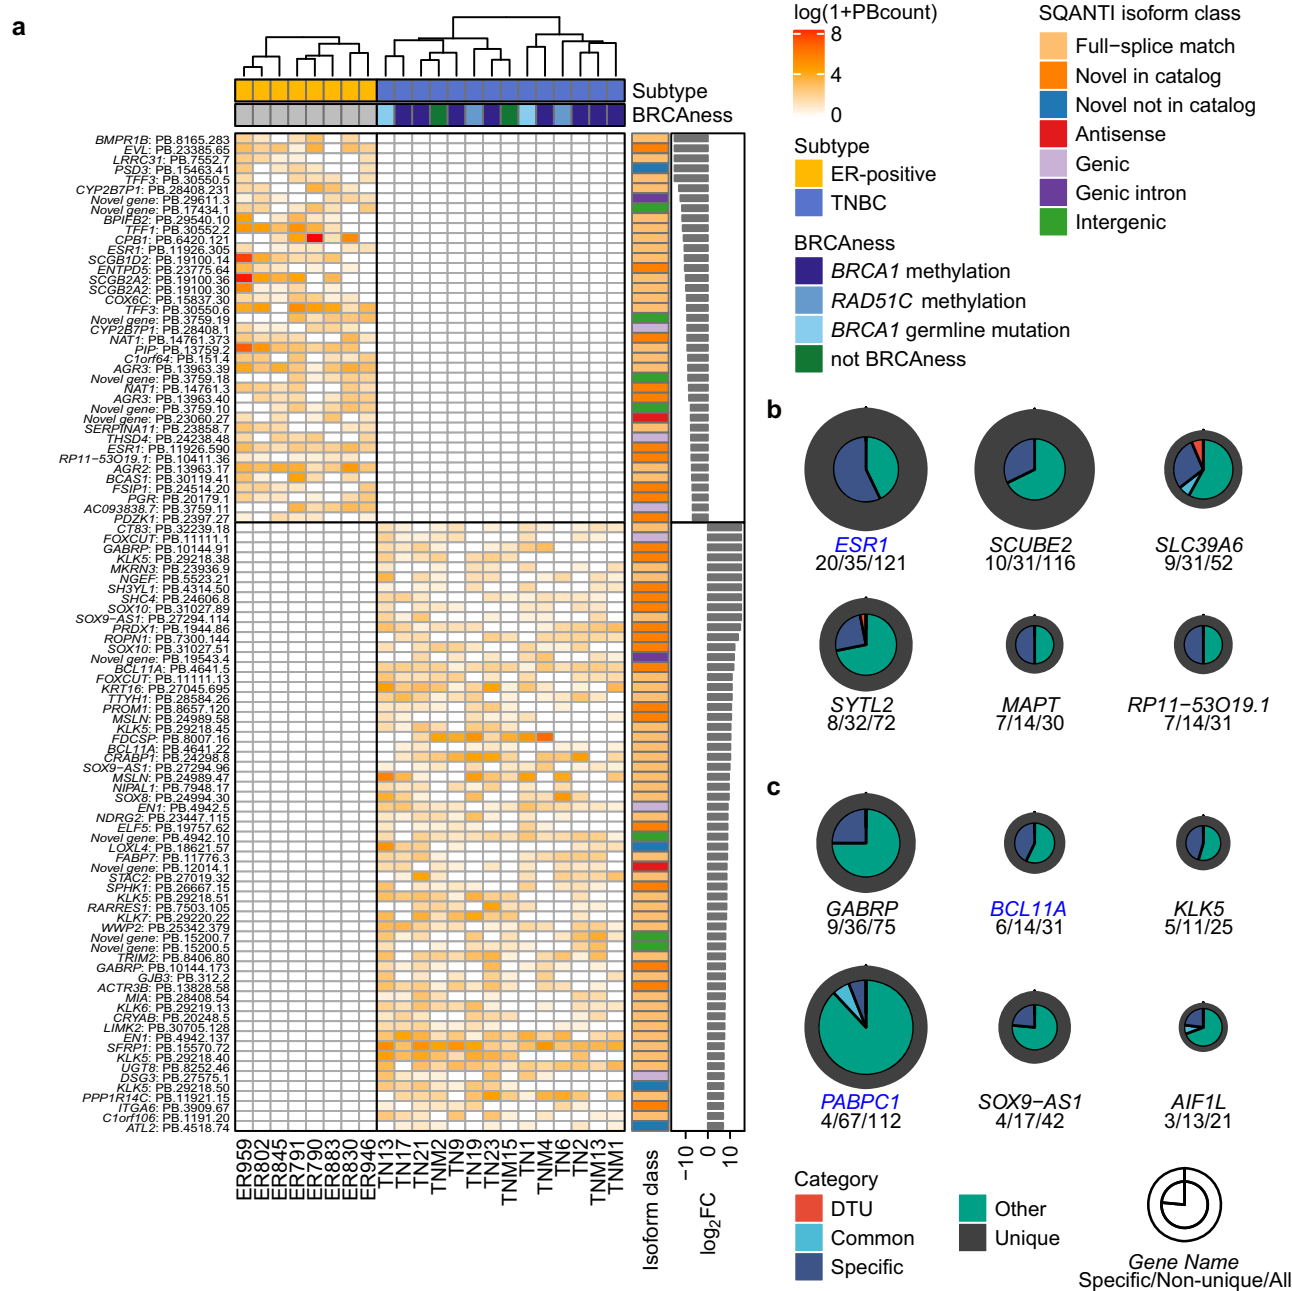 a
Subtype
BRCAness
BMPR1B: PB.8165.283
EVL: PB.23385.65
LRRC31: PB.7552.7
PSD3: PB.15463.41
TFF3: PB.30550.5
CYP2B7P1: PB.28408.231
Novel gene: PB.29611.3
Novel gene: PB.17434.1
BPIFB2: PB.29540.10
TFF1: PB.30552.2
CPB1: PB.6420.121
ESR1: PB.11926.305
SCGB1D2: PB.19100.14
ENTPD5: PB.23775.64
SCGB2A2: PB.19100.36
SCGB2A2: PB.19100.30
COX6C: PB.15837.30
TFF3: PB.30550.6
Novel gene: PB.3759.19
CYP2B7P1: PB.28408.1
NAT1: PB.14761.373
PIP: PB.13759.2
C1orf64: PB.151.4
AGR3: PB.13963.39
Novel gene: PB.3759.18
NAT1: PB.14761.3
AGR3: PB.13963.40
Novel gene: PB.3759.10
Novel gene: PB.23060.27
SERPINA11: PB.23858.7
THSD4: PB.24238.48
ESR1: PB.11926.590
RP11−53O19.1: PB.10411.36
AGR2: PB.13963.17
BCAS1: PB.30119.41
FSIP1: PB.24514.20
PGR: PB.20179.1
AC093838.7: PB.3759.11
PDZK1: PB.2397.27
CT83: PB.32239.18
FOXCUT: PB.11111.1
GABRP: PB.10144.91
KLK5: PB.29218.38
MKRN3: PB.23936.9
NGEF: PB.5523.21
SH3YL1: PB.4314.50
SHC4: PB.24606.8
SOX10: PB.31027.89
SOX9−AS1: PB.27294.114
PRDX1: PB.1944.86
ROPN1: PB.7300.144
SOX10: PB.31027.51
Novel gene: PB.19543.4
BCL11A: PB.4641.5
FOXCUT: PB.11111.13
KRT16: PB.27045.695
TTYH1: PB.28584.26
PROM1: PB.8657.120
MSLN: PB.24989.58
KLK5: PB.29218.45
FDCSP: PB.8007.16
BCL11A: PB.4641.22
CRABP1: PB.24298.8
SOX9−AS1: PB.27294.96
MSLN: PB.24989.47
NIPAL1: PB.7948.17
SOX8: PB.24994.30
EN1: PB.4942.5
NDRG2: PB.23447.115
ELF5: PB.19757.62
Novel gene: PB.4942.10
LOXL4: PB.18621.57
FABP7: PB.11776.3
Novel gene: PB.12014.1
STAC2: PB.27019.32
SPHK1: PB.26667.15
KLK5: PB.29218.51
RARRES1: PB.7503.105
KLK7: PB.29220.22
WWP2: PB.25342.379
Novel gene: PB.15200.7
Novel gene: PB.15200.5
TRIM2: PB.8406.80
GABRP: PB.10144.173
GJB3: PB.312.2
ACTR3B: PB.13828.58
MIA: PB.28408.54
KLK6: PB.29219.13
CRYAB: PB.20248.5
LIMK2: PB.30705.128
EN1: PB.4942.137
SFRP1: PB.15570.72
KLK5: PB.29218.40
UGT8: PB.8252.46
DSG3: PB.27575.1
KLK5: PB.29218.50
PPP1R14C: PB.11921.15
ITGA6: PB.3909.67
C1orf106: PB.1191.20
ATL2: PB.4518.74
ER959
ER802
ER845
ER791
ER790
ER883
ER830
ER946
TN13
TN17
TN21
TNM2
TN9
TN19
TN23
TNM15
TN1
TNM4
TN6
TN2
TNM13
TNM1
Isoform class
−10 0 10
log2FC
log(1+PBcount)
8
4
0
Subtype
ER−positive
TNBC
BRCAness
BRCA1 methylation
RAD51C methylation
BRCA1 germline mutation
not BRCAness
SQANTI isoform class
Full−splice match
Novel in catalog
Novel not in catalog
Antisense
Genic
Genic intron
Intergenic
b
ESR1
20/35/121
SCUBE2
10/31/116
SLC39A6
9/31/52
SYTL2
8/32/72
MAPT
7/14/30
RP11−53O19.1
7/14/31
c
GABRP
9/36/75
BCL11A
6/14/31
KLK5
5/11/25
PABPC1
4/67/112
SOX9−AS1
4/17/42
AIF1L
3/13/21
Category
DTU
Common
Specific
Other
Unique
Gene Name
Specific/Non−unique/All